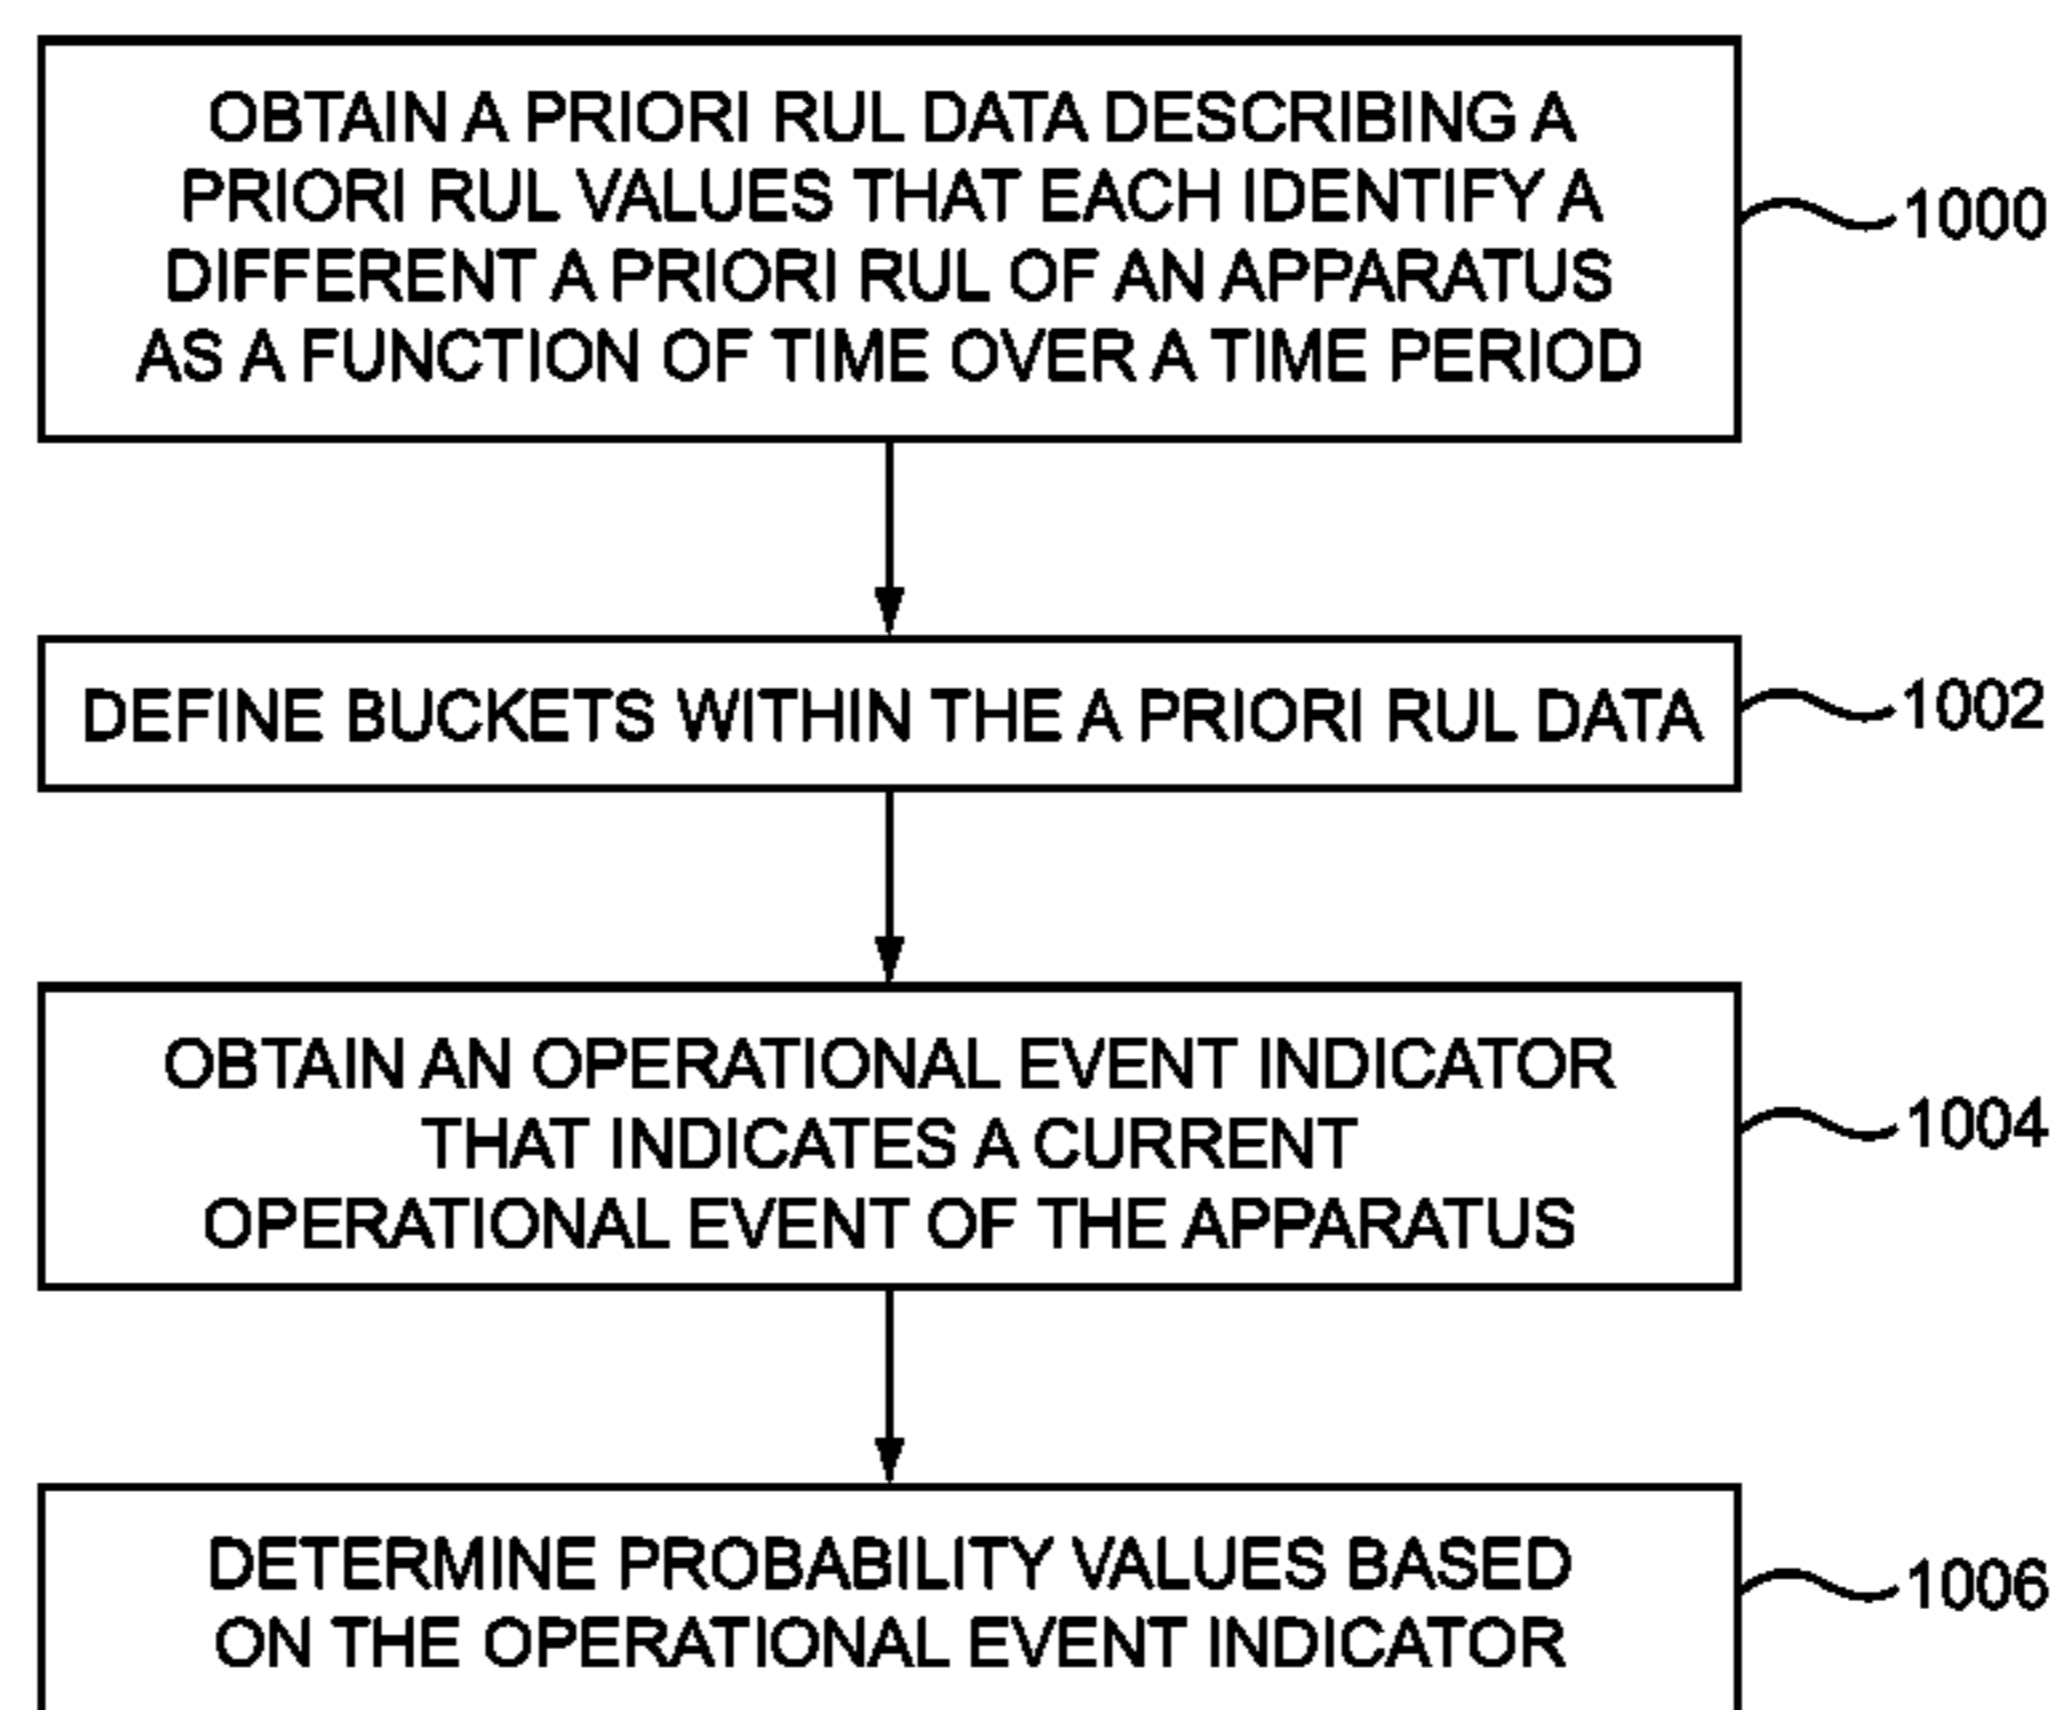 OBTAIN A PRIORI RUL DATA DESCRIBING A
PRIORI RUL VALUES THAT EACH IDENTIFY A
DIFFERENT A PRIORI RUL OF AN APPARATUS
AS A FUNCTION OF TIME OVER A TIME PERIOD
1000
DEFINE BUCKETS WITHIN THE A PRIORI RUL DATA
1002
OBTAIN AN OPERATIONAL EVENT INDICATOR
THAT INDICATES A CURRENT
OPERATIONAL EVENT OF THE APPARATUS
1004
DETERMINE PROBABILITY VALUES BASED
ON THE OPERATIONAL EVENT INDICATOR
1006